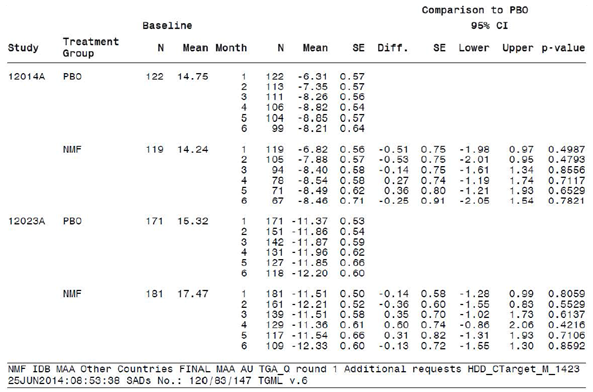 Comparison to PBO
Baseline 95% CI
Study Treatment Group N Mean Month N Mean SE Diff. SE Lower Upper p-value
12014A PBO 122 14.75 1 122 -6.31 0.57
2 113 -7.35 0.57
3 111 -8.26 0.56
4 106 -8.82 0.54
5 104 -8.85 0.57
6 99 -8.21 0.64
NMF 119 14.24 1 119 -6.82 0.56 -0.51 0.75 -1.98 0.97 0.4987
2 105 -7.88 0.57 -0.53 0.75 -2.01 0.95 0.4793
3 94 -8.40 0.58 -0.14 0.75 -1.61 1.34 0.8556
4 78 -8.54 0.58 0.27 0.74 -1.19 1.74 0.7117
5 71 -8.49 0.62 0.36 0.80 -1.21 1.93 0.6529
6 67 -8.46 0.71 -0.25 0.91 -2.05 1.54 0.7821
12023A PBO 171 15.32 1 171 -11.37 0.53
2 151 -11.86 0.54
3 142 -11.87 0.59
4 131 -11.96 0.62
5 127 -11.85 0.66
6 118 -12.20 0.60
NMF 181 17.47 1 181 -11.51 0.50 -0.14 0.58 -1.28 0.99 0.8059
2 161 -12.21 0.52 -0.36 0.60 -1.55 0.83 0.5529
3 139 -11.51 0.58 0.35 0.70 -1.02 1.73 0.6137
4 129 -11.36 0.61 0.60 0.74 -0.86 2.06 0.4216
5 117 -11.54 0.66 0.31 0.82 -1.31 1.93 0.7106
6 109 -12.33 0.60 -0.13 0.72 -1.55 1.30 0.8592
NMF IDB MAA Other Countries FINAL MAA AU TGA_Q round 1 Additional requests HDD_CTarget_M_1423
25JUN2014:08:53:38 SADs No.: 120/83/147 TGML v.6